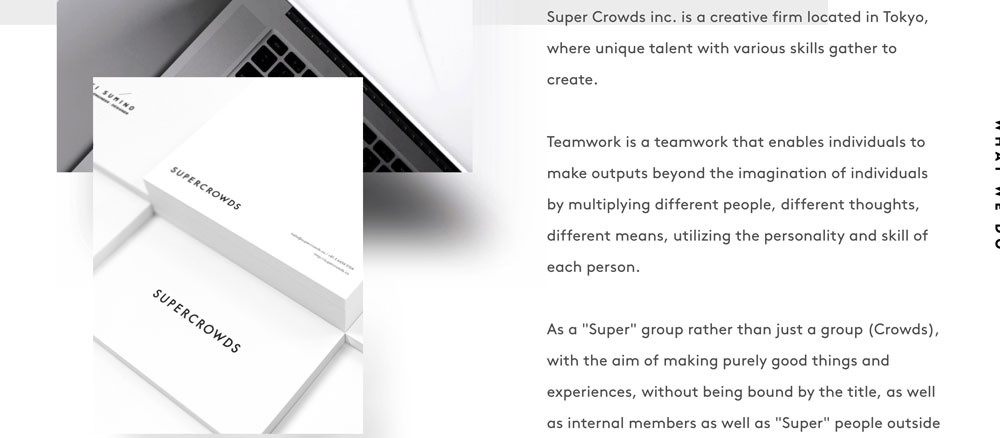 SUMINO
SUPERCROWDS
SUPERCROWDS
Super Crowds inc. is a creative firm located in Tokyo,
where unique talent with various skills gather to
create.
Teamwork is a teamwork that enables individuals to
make outputs beyond the imagination of individuals
by multiplying different people, different thoughts,
different means, utilizing the personality and skill of
each person.
As a "Super" group rather than just a group (Crowds),
with the aim of making purely good things and
experiences, without being bound by the title, as well
as internal members as well as "Super" people outside
WHAT WE DO